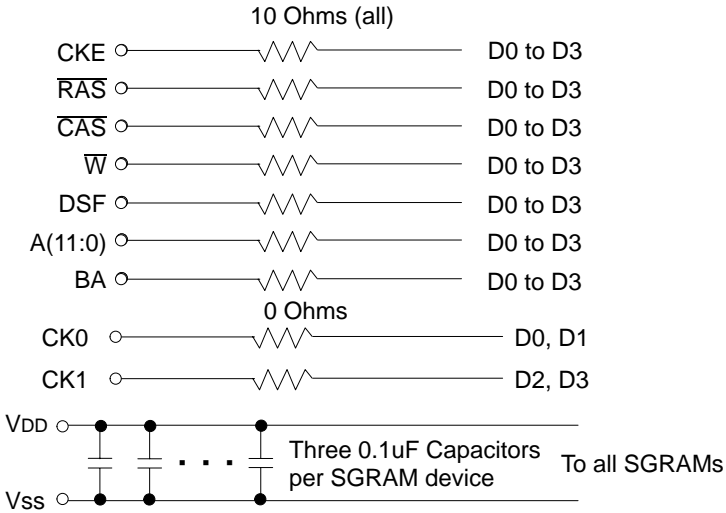 10 Ohms (all)
CKE D0 to D3
RAS D0 to D3
CAS D0 to D3
W D0 to D3
DSF D0 to D3
A(11:0) D0 to D3
BA D0 to D3
0 Ohms
CK0 D0, D1
CK1 D2, D3
VDD
Three 0.1uF Capacitors
per SGRAM device
To all SGRAMs
Vss